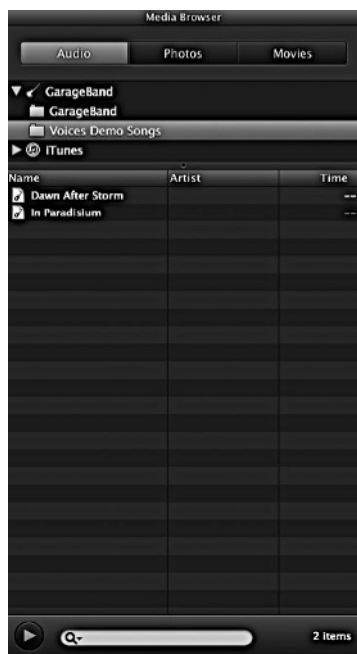 Media Browser
Audio Photos Movies
GarageBand
GarageBand
Voices Demo Songs
iTunes
Name Artist Time
Dawn After Storm --
In Paradisium --
2 items